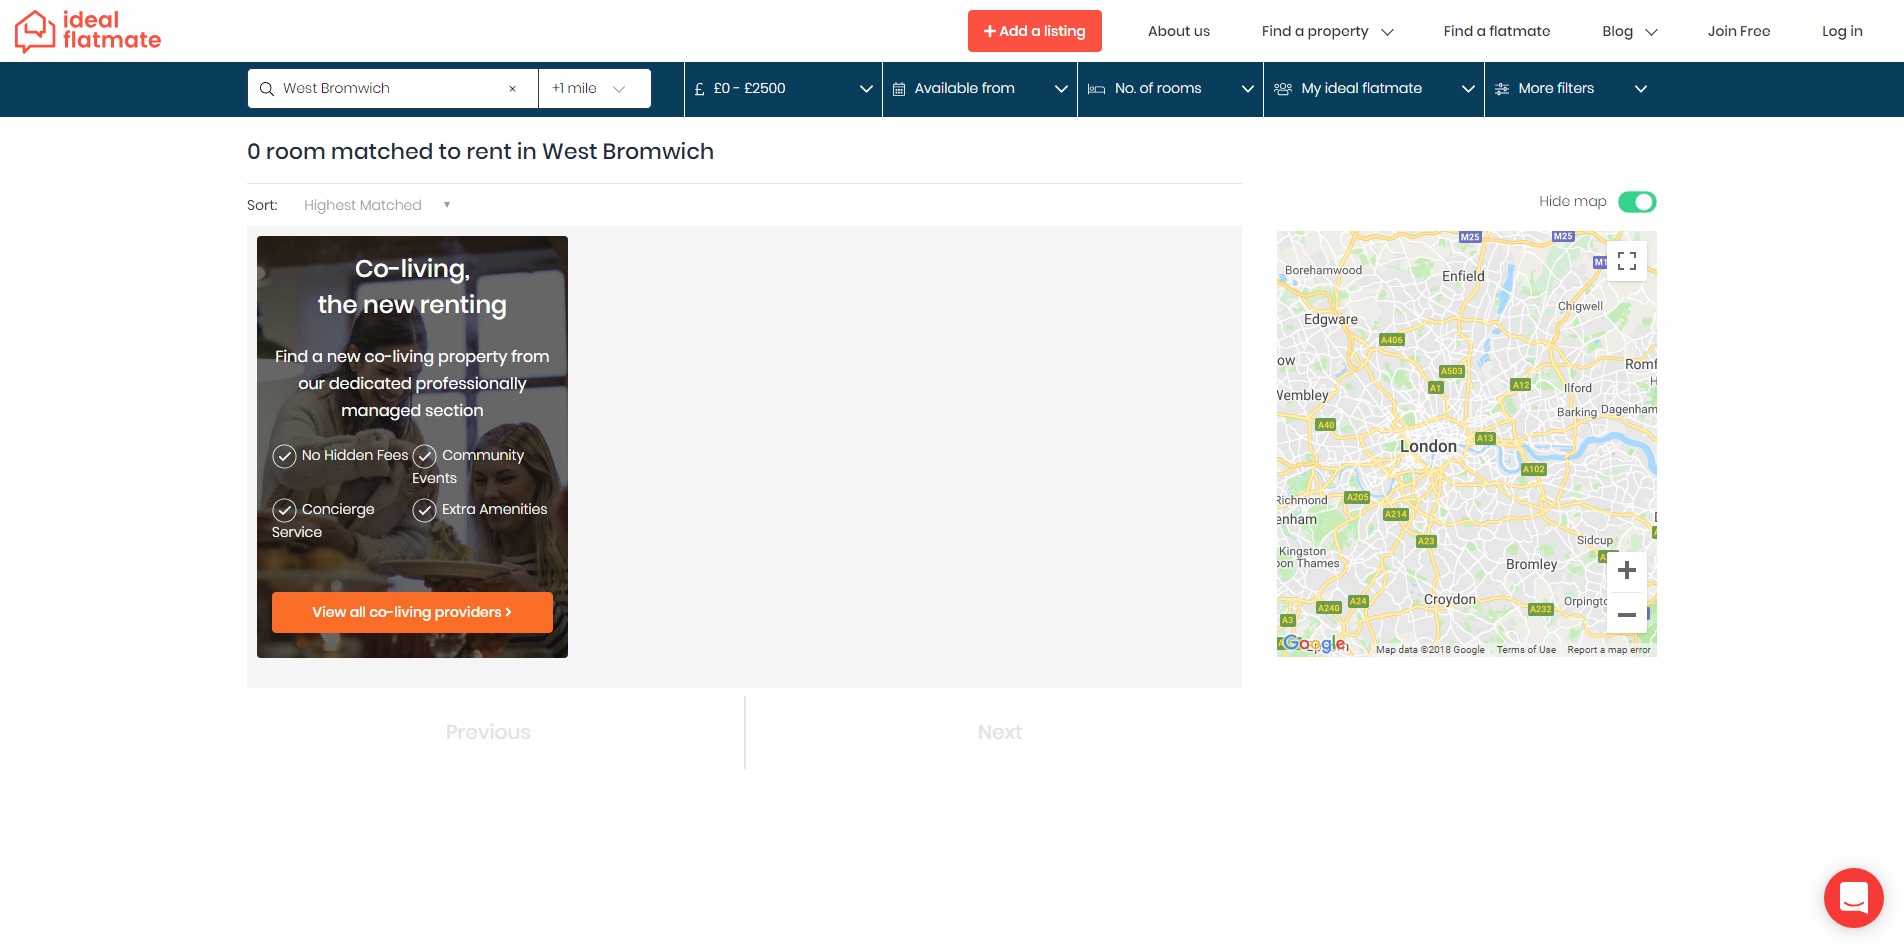 ideal
flatmate
Add a listing
About us
Find a property
Find a flatmate
Blog
Join Free
Log in
West Bromwich
×
+1 mile
£ £0 - £2500
Available from
No. of rooms
My ideal flatmate
More filters
0 room matched to rent in West Bromwich
Sort: Highest Matched
Hide map
Co-living,
the new renting
Find a new co-living property from
our dedicated professionally
managed section
No Hidden Fees
Community
Events
Concierge
Service
Extra Amenities
View all co-living providers
M25
M25
M1
Borehamwood
Enfield
Chigwell
Edgware
A406
ow
Romf
A503
A1
A12
Ilford
H
Wembley
Barking
Dagenham
A40
London
A13
A102
Richmond
A205
enham
A214
A23
Sidcup
Kingston
pon Thames
Bromley
A24
A240
Croydon
A232
Orpingto
A3
Google
Map data ©2018 Google
Terms of Use
Report a map error
Previous
Next